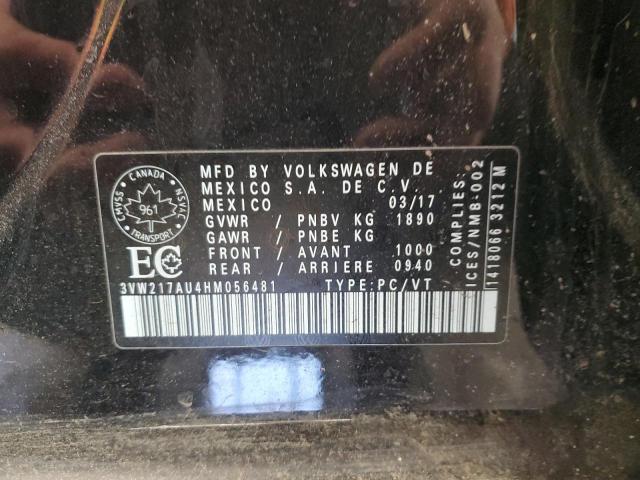 CANADA
CMVSS
NSVAC
961
TRANSPORT
EC
MFD BY VOLKSWAGEN DE
MEXICO S.A. DE C.V.
MEXICO 03/17
GVWR / PNBV KG 1890
GAWR / PNBE KG
FRONT / AVANT 1000
REAR / ARRIERE 0940
3VW217AU4HM056481 TYPE:PC/VT
COMPLIES:
ICES/NMB-002
1418066 3212 M